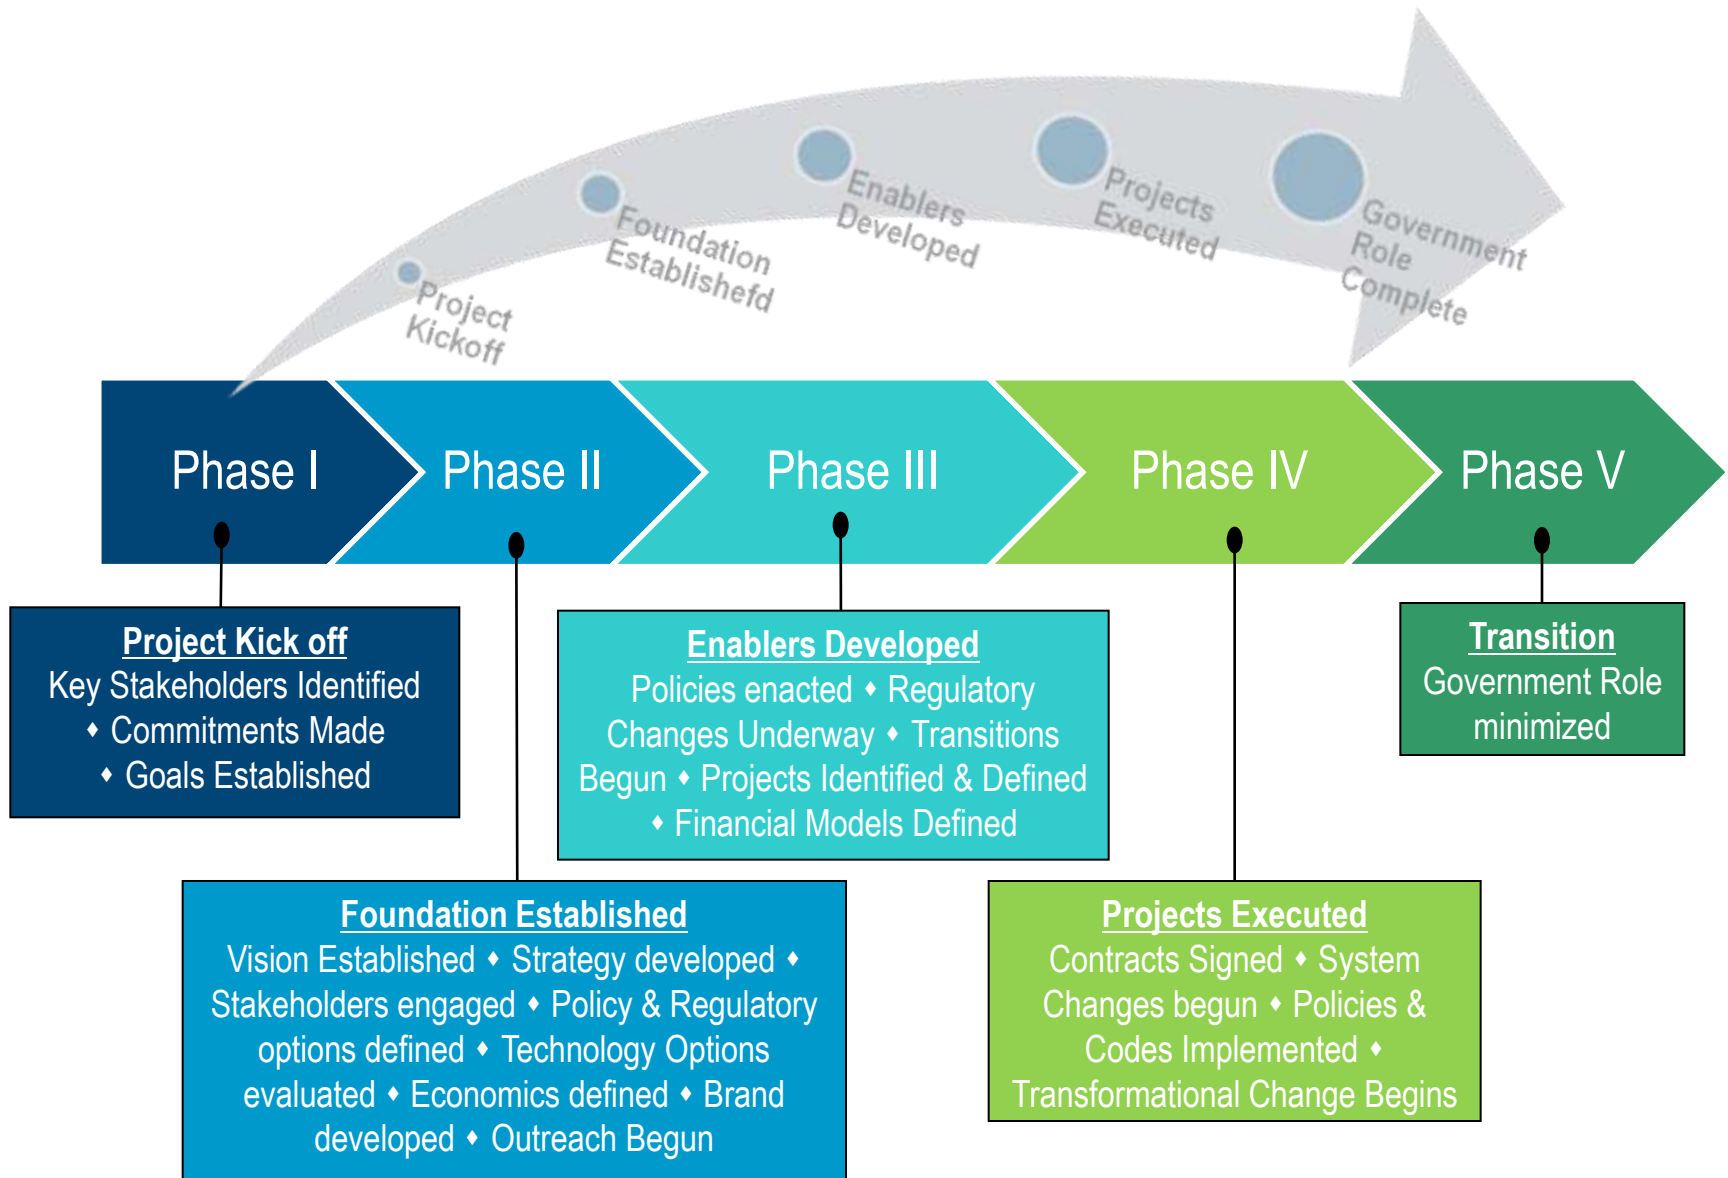 Project
Kickoff
Foundation
Establishefd
Enablers
Developed
Projects
Executed
Government
Role
Complete
Phase I
Phase II
Phase III
Phase IV
Phase V
Project Kick off
Key Stakeholders Identified
⬩ Commitments Made
⬩ Goals Established
Foundation Established
Vision Established ⬩ Strategy developed ⬩
Stakeholders engaged ⬩ Policy & Regulatory
options defined ⬩ Technology Options
evaluated ⬩ Economics defined ⬩ Brand
developed ⬩ Outreach Begun
Enablers Developed
Policies enacted ⬩ Regulatory
Changes Underway ⬩ Transitions
Begun ⬩ Projects Identified & Defined
⬩ Financial Models Defined
Projects Executed
Contracts Signed ⬩ System
Changes begun ⬩ Policies &
Codes Implemented ⬩
Transformational Change Begins
Transition
Government Role
minimized